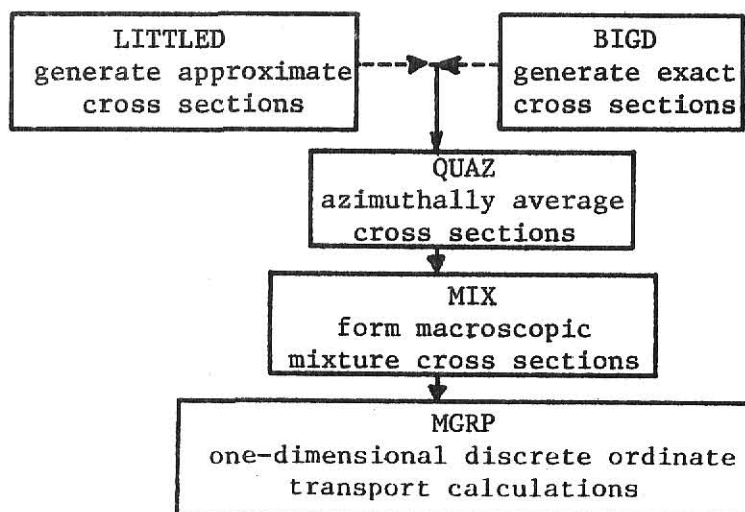 LITTLED
generate approximate
cross sections
BIGD
generate exact
cross sections
QUAZ
azimuthally average
cross sections
MIX
form macroscopic
mixture cross sections
MGRP
one-dimensional discrete ordinate
transport calculations